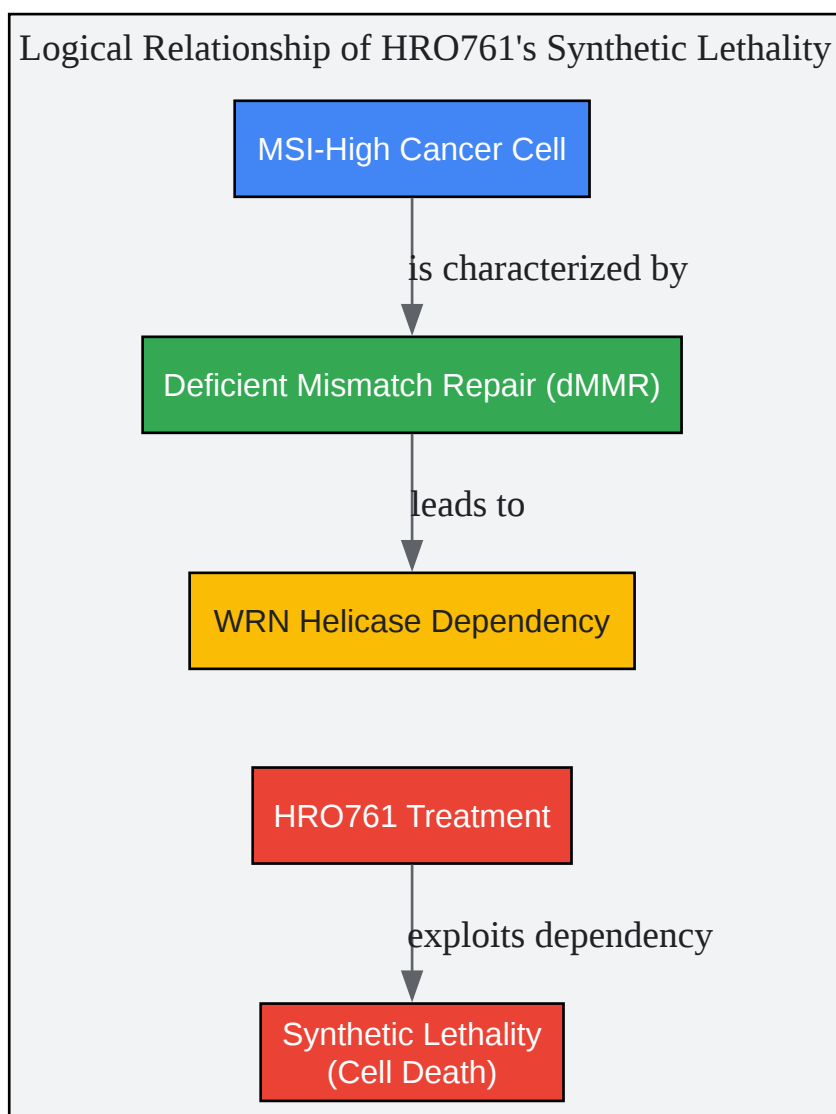 Logical Relationship of HRO761's Synthetic Lethality
MSI-High Cancer Cell
is characterized by
Deficient Mismatch Repair (dMMR)
leads to
WRN Helicase Dependency
HRO761 Treatment
exploits dependency
Synthetic Lethality
(Cell Death)